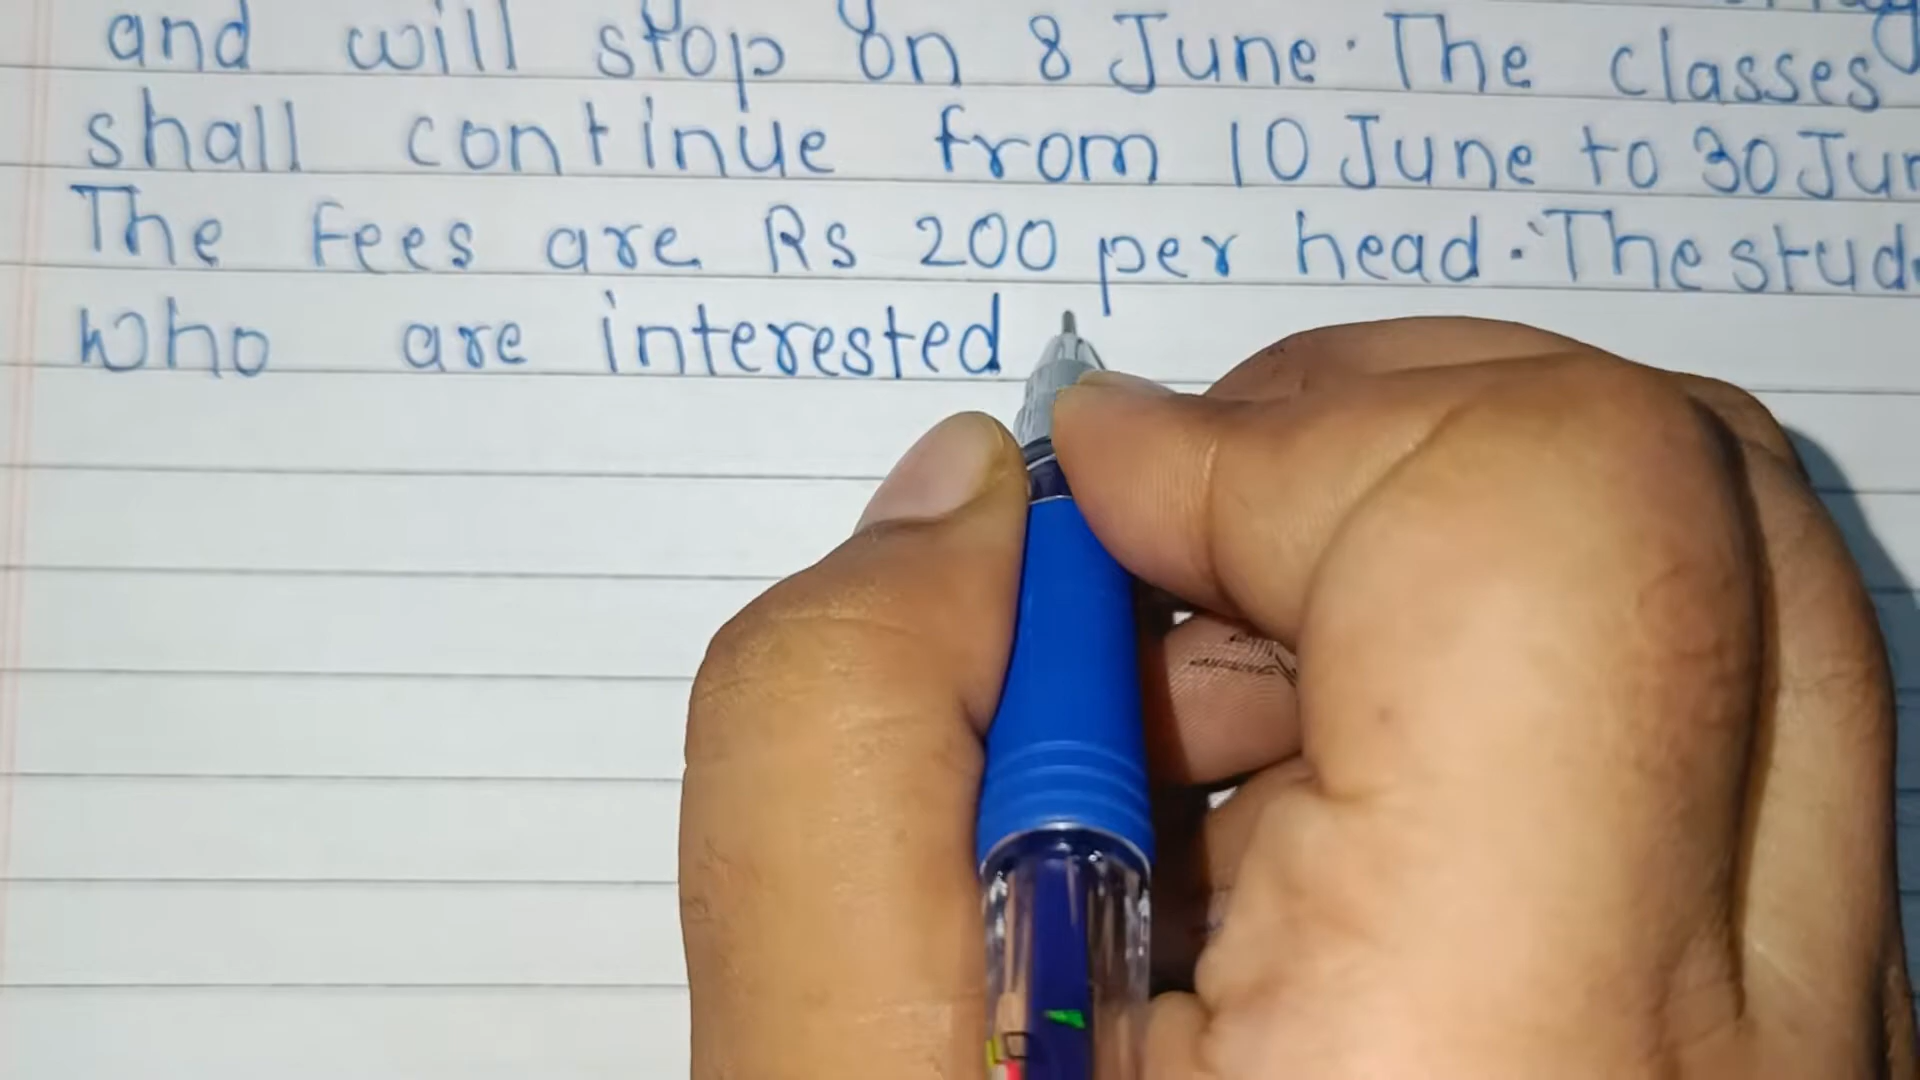 and will stop on 8 June. The classes
shall continue from 10 June to 30
The Fees are Rs 200 per head. The
who are interested